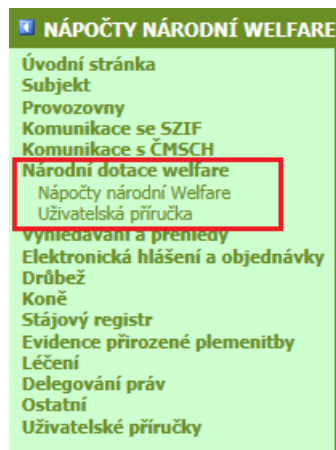 NÁPOČTY NÁRODNÍ WELFARE
Úvodní stránka
Subjekt
Provozovny
Komunikace se SZIF
Komunikace s ČMSCH
Národní dotace welfare
Nápočty národní Welfare
Uživatelská příručka
Vyhledávání a přehledy
Elektronická hlášení a objednávky
Drůbež
Koně
Stájový registr
Evidence přirozené plemenitby
Léčení
Delegování práv
Ostatní
Uživatelské příručky